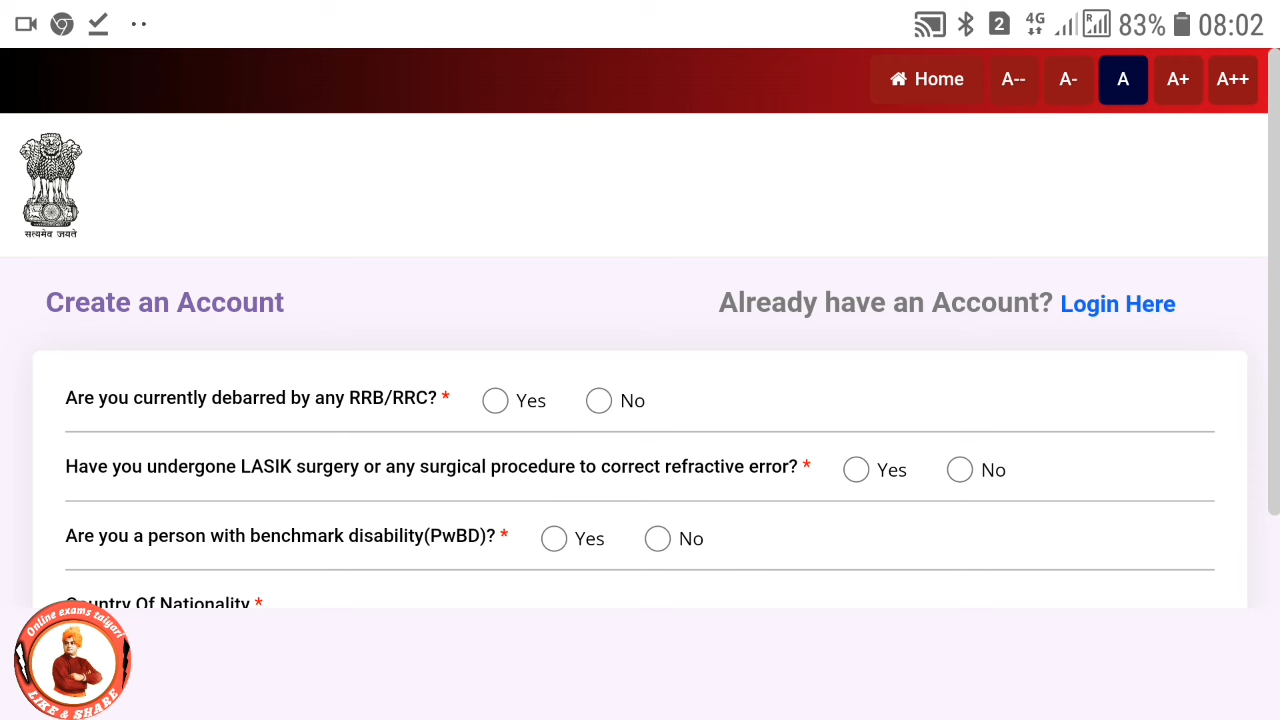 2 4G R 83% 08:02
Home A-- A- A A+ A++
सत्यमेव जयते
Create an Account
Already have an Account? Login Here
Are you currently debarred by any RRB/RRC? * Yes No
Have you undergone LASIK surgery or any surgical procedure to correct refractive error? * Yes No
Are you a person with benchmark disability(PwBD)? * Yes No
Country Of Nationality *
Online exams taiyari
LIKE & SHARE